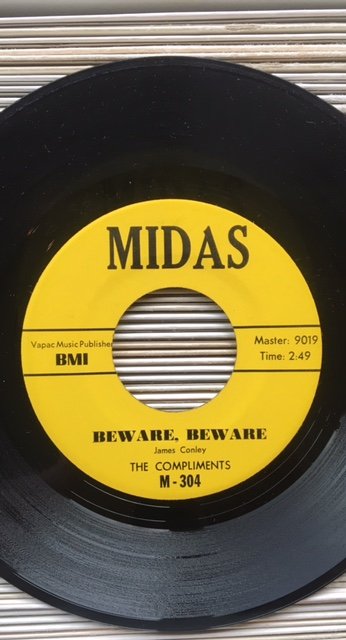 MIDAS
Vapac Music Publisher
BMI
Master: 9019
Time: 2:49
BEWARE, BEWARE
James Conley
THE COMPLIMENTS
M-304